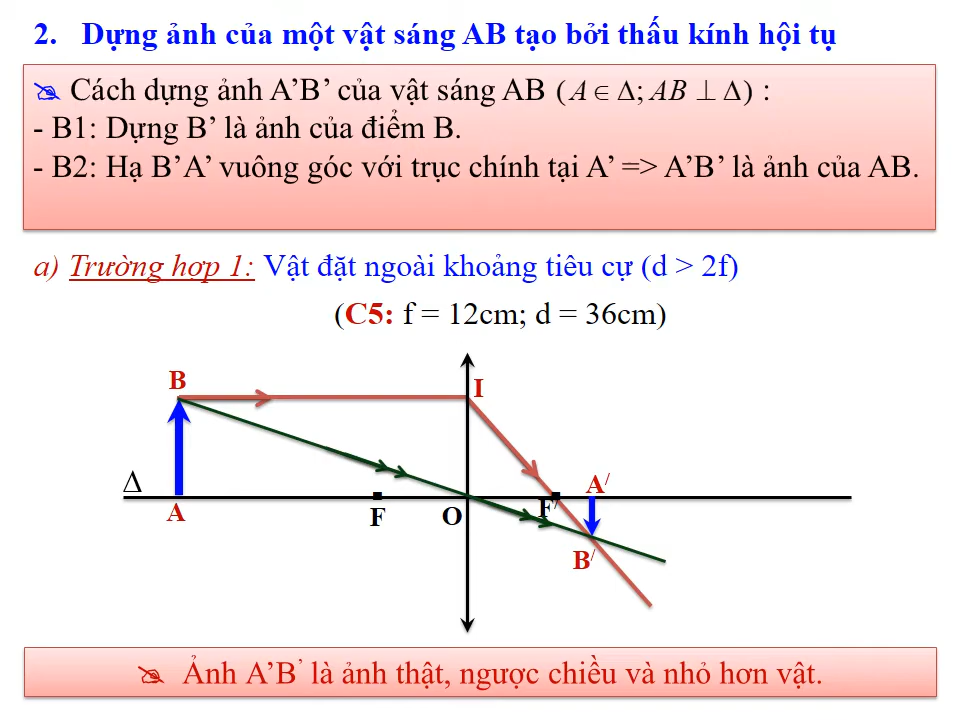 2. Dựng ảnh của một vật sáng AB tạo bởi thấu kính hội tụ
Cách dựng ảnh A’B’ của vật sáng AB (A ∈ Δ; AB ⊥ Δ) :
- B1: Dựng B’ là ảnh của điểm B.
- B2: Hạ B’A’ vuông góc với trục chính tại A’ => A’B’ là ảnh của AB.
a) Trường hợp 1: Vật đặt ngoài khoảng tiêu cự (d > 2f)
(C5: f = 12cm; d = 36cm)
B
I
Δ
A
F
O
F/
A/
B/
Ảnh A’B’ là ảnh thật, ngược chiều và nhỏ hơn vật.